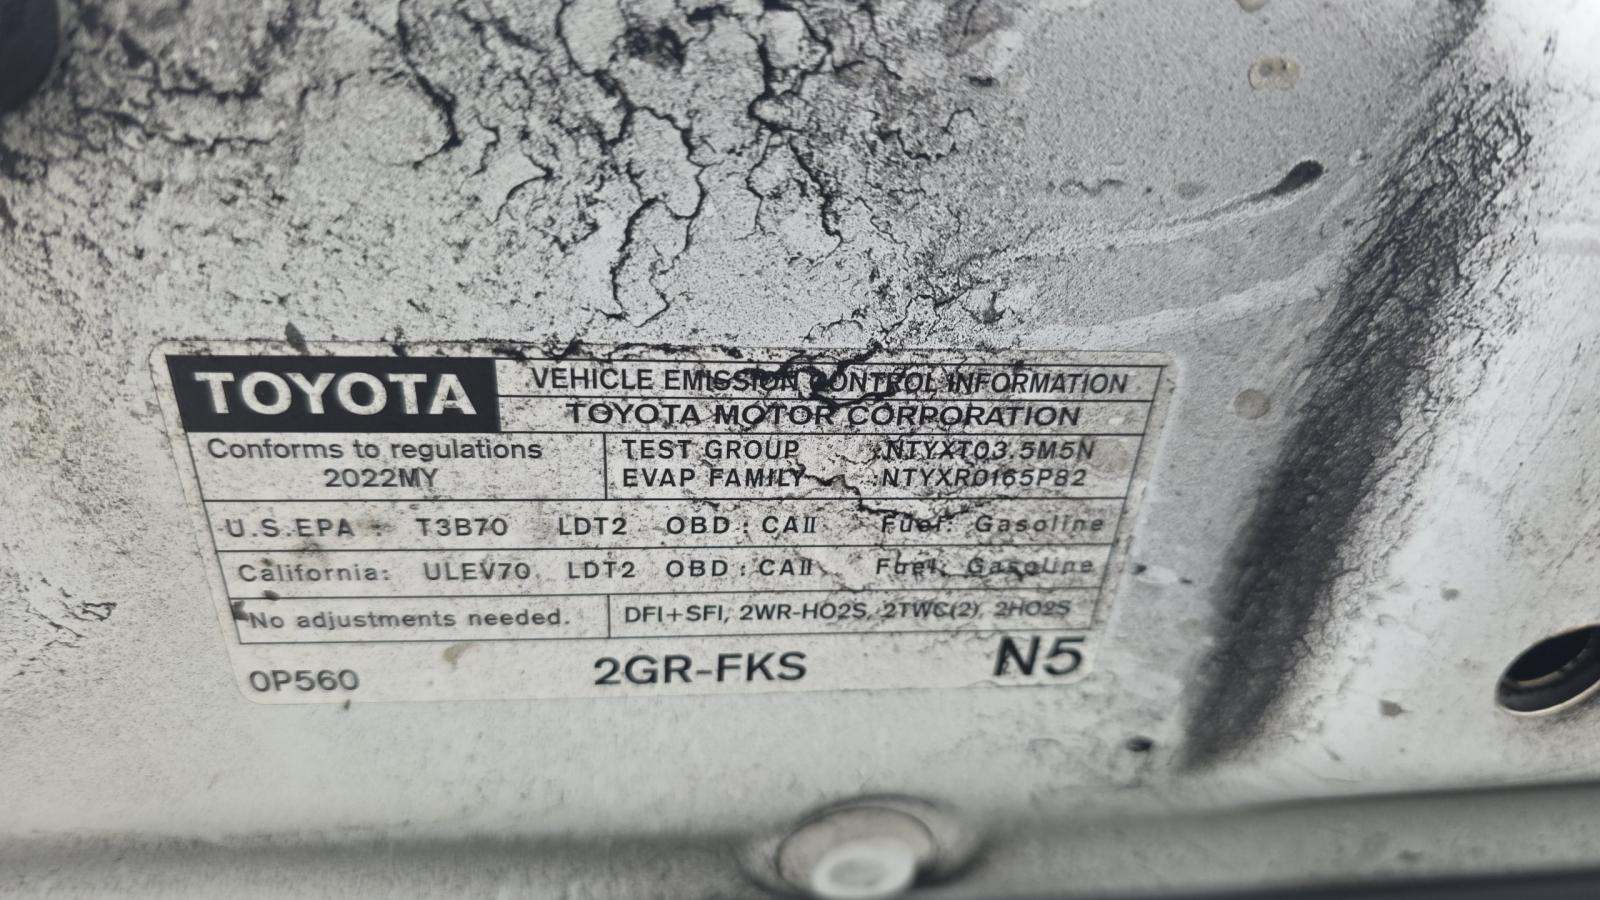 TOYOTA
VEHICLE EMISSION CONTROL INFORMATION
TOYOTA MOTOR CORPORATION
Conforms to regulations
2022MY
TEST GROUP :NTYXT03.5M5N
EVAP FAMILY :NTYXR0165P82
U.S.EPA : T3B70 LDT2 OBD : CAII Fuel: Gasoline
California: ULEV70 LDT2 OBD : CAII Fuel: Gasoline
No adjustments needed.
DFI+SFI, 2WR-HO2S, 2TWC(2), 2HO2S
0P560 2GR-FKS N5